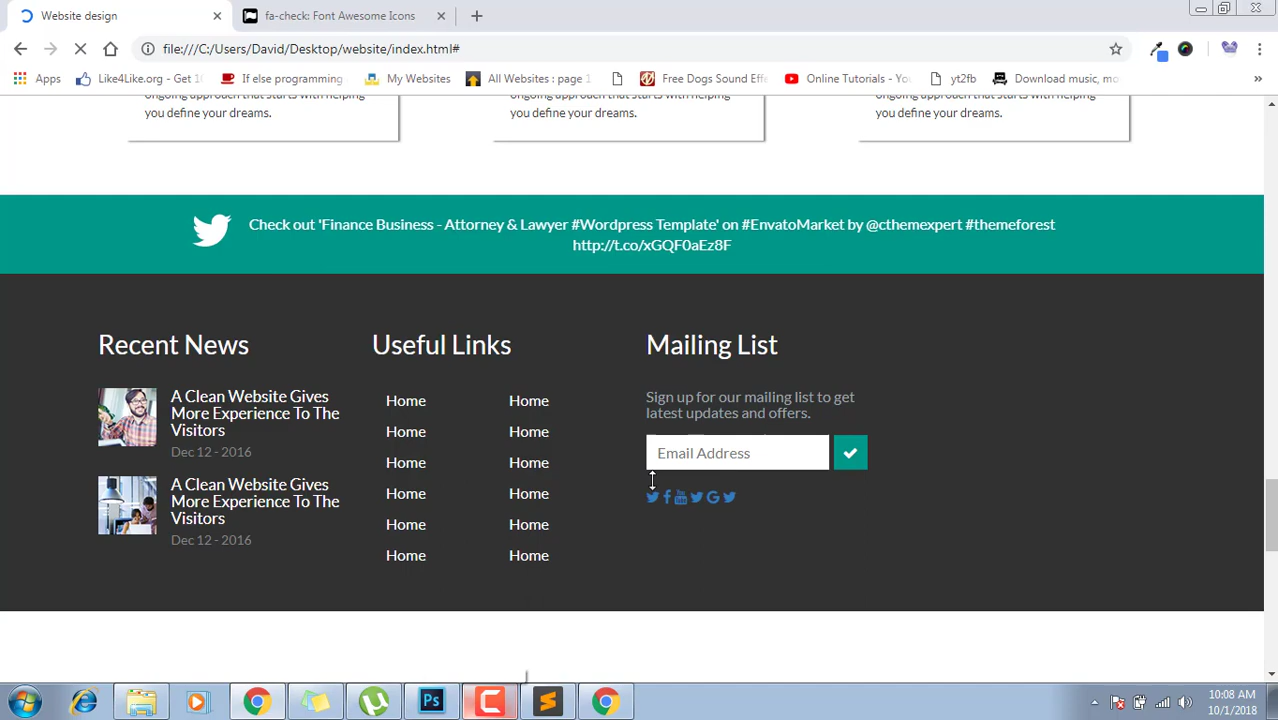 Website design
fa-check: Font Awesome Icons
file:///C:/Users/David/Desktop/website/index.html#
Apps
Like4Like.org - Get 10
If else programming
My Websites
All Websites : page 1
Free Dogs Sound Effe
Online Tutorials - You
yt2fb
Download music, mo
»
ongoing approach that starts with helping
you define your dreams.
ongoing approach that starts with helping
you define your dreams.
ongoing approach that starts with helping
you define your dreams.
Check out 'Finance Business - Attorney & Lawyer #Wordpress Template' on #EnvatoMarket by @cthemexpert #themeforest
http://t.co/xGQF0aEz8F
Recent News
A Clean Website Gives
More Experience To The
Visitors
Dec 12 - 2016
A Clean Website Gives
More Experience To The
Visitors
Dec 12 - 2016
Useful Links
Home Home
Home Home
Home Home
Home Home
Home Home
Home Home
Mailing List
Sign up for our mailing list to get
latest updates and offers.
Email Address
10:08 AM
10/1/2018